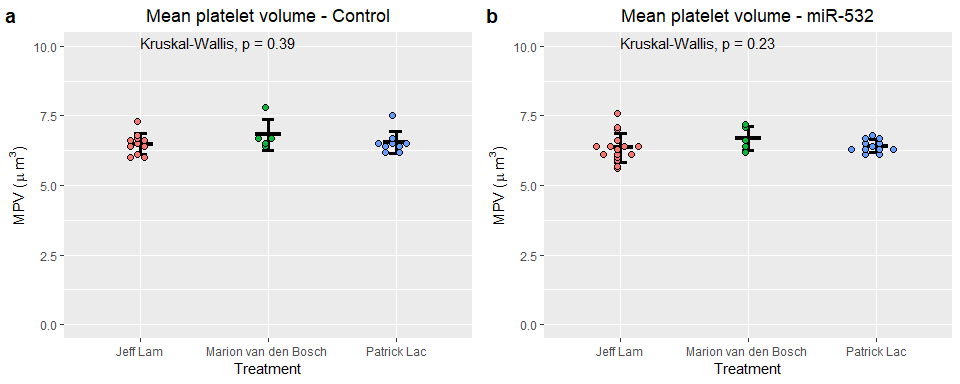 a
Mean platelet volume - Control
Kruskal-Wallis, p = 0.39
10.0
7.5
5.0
2.5
0.0
MPV (μm³)
Jeff Lam
Marion van den Bosch
Patrick Lac
Treatment
b
Mean platelet volume - miR-532
Kruskal-Wallis, p = 0.23
10.0
7.5
5.0
2.5
0.0
MPV (μm³)
Jeff Lam
Marion van den Bosch
Patrick Lac
Treatment